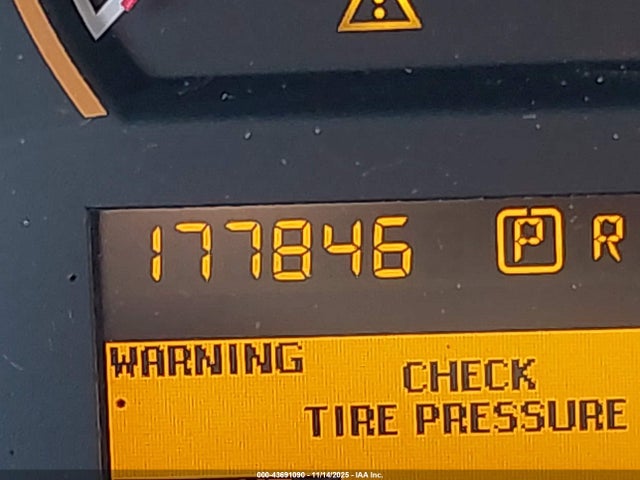 177846 P R
WARNING
CHECK
TIRE PRESSURE
000-43691090 - 11/14/2025 - IAA Inc.